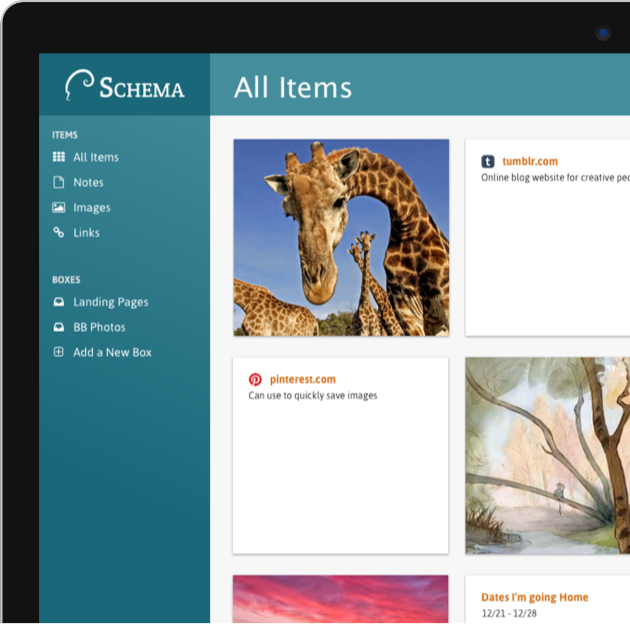 SCHEMA
All Items
ITEMS
All Items
Notes
Images
Links
BOXES
Landing Pages
BB Photos
Add a New Box
t tumblr.com
Online blog website for creative
pinterest.com
Can use to quickly save images
Dates I'm going Home
12/21 - 12/28